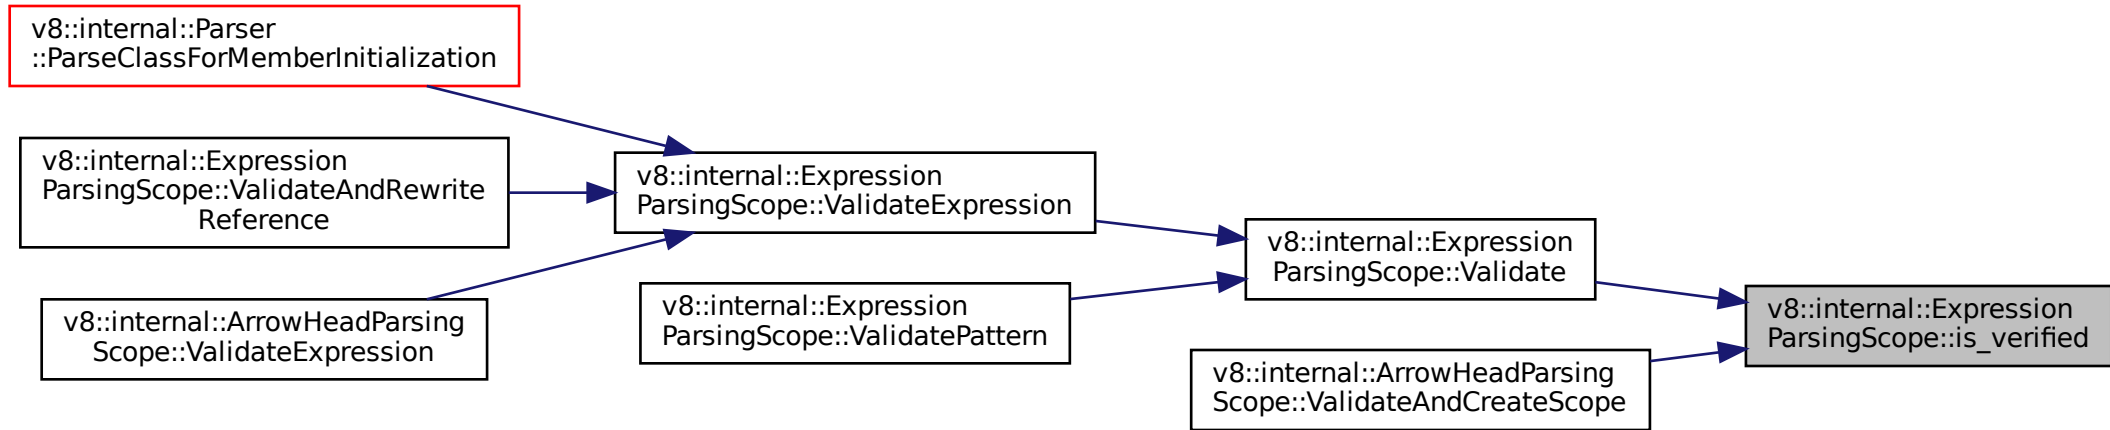 v8::internal::Parser
::ParseClassForMemberInitialization
v8::internal::Expression
ParsingScope::ValidateAndRewrite
Reference
v8::internal::ArrowHeadParsing
Scope::ValidateExpression
v8::internal::Expression
ParsingScope::ValidateExpression
v8::internal::Expression
ParsingScope::ValidatePattern
v8::internal::Expression
ParsingScope::Validate
v8::internal::ArrowHeadParsing
Scope::ValidateAndCreateScope
v8::internal::Expression
ParsingScope::is_verified